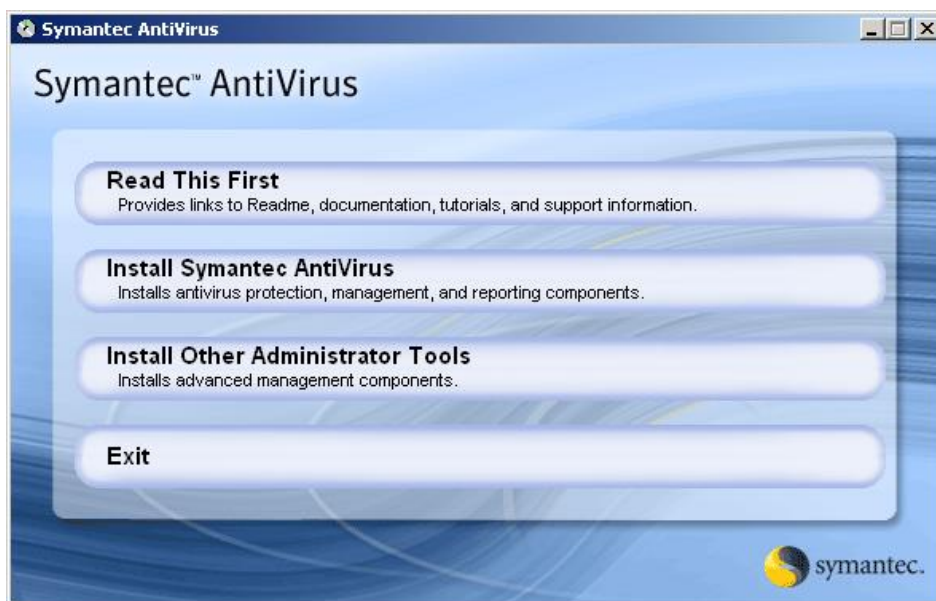 Symantec AntiVirus
Symantec™ AntiVirus
Read This First
Provides links to Readme, documentation, tutorials, and support information.
Install Symantec AntiVirus
Installs antivirus protection, management, and reporting components.
Install Other Administrator Tools
Installs advanced management components.
Exit
symantec.